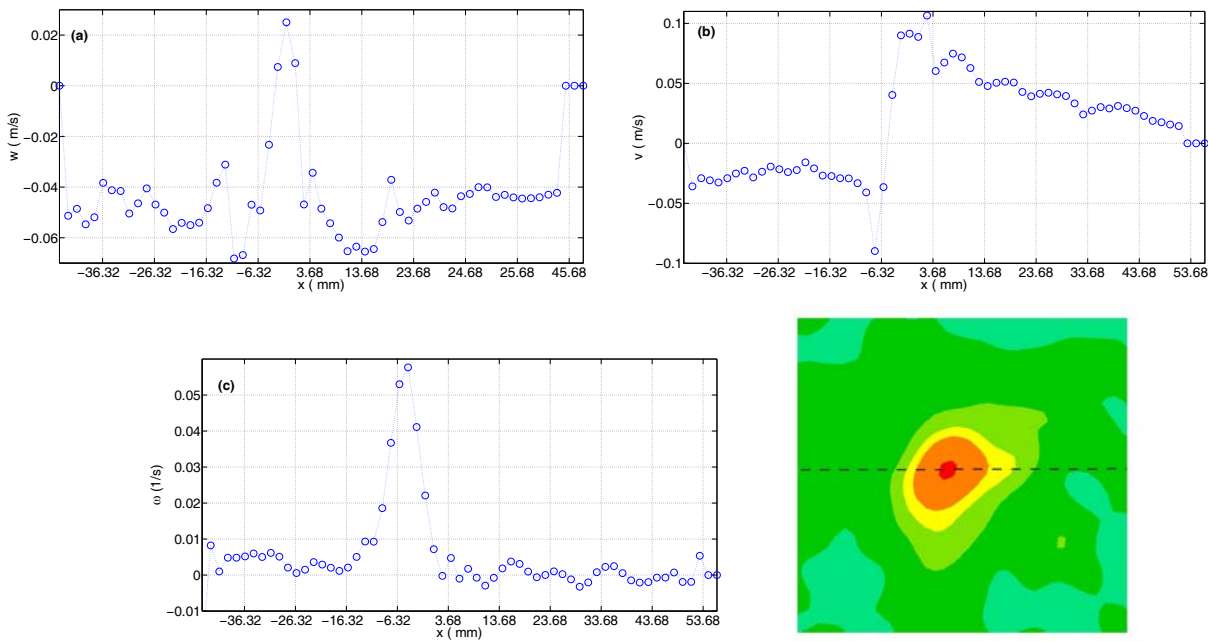 (a)
w (m/s)
0.02
0
−0.02
−0.04
−0.06
−36.32 −26.32 −16.32 −6.32 3.68 13.68 23.68 24.68 25.68 45.68
x ( mm)
(b)
v ( m/s)
0.1
0.05
0
−0.05
−0.1
−36.32 −26.32 −16.32 −6.32 3.68 13.68 23.68 33.68 43.68 53.68
x ( mm)
(c)
ω (1/s)
0.05
0.04
0.03
0.02
0.01
0
−0.01
−36.32 −26.32 −16.32 −6.32 3.68 13.68 23.68 33.68 43.68 53.68
x ( mm)